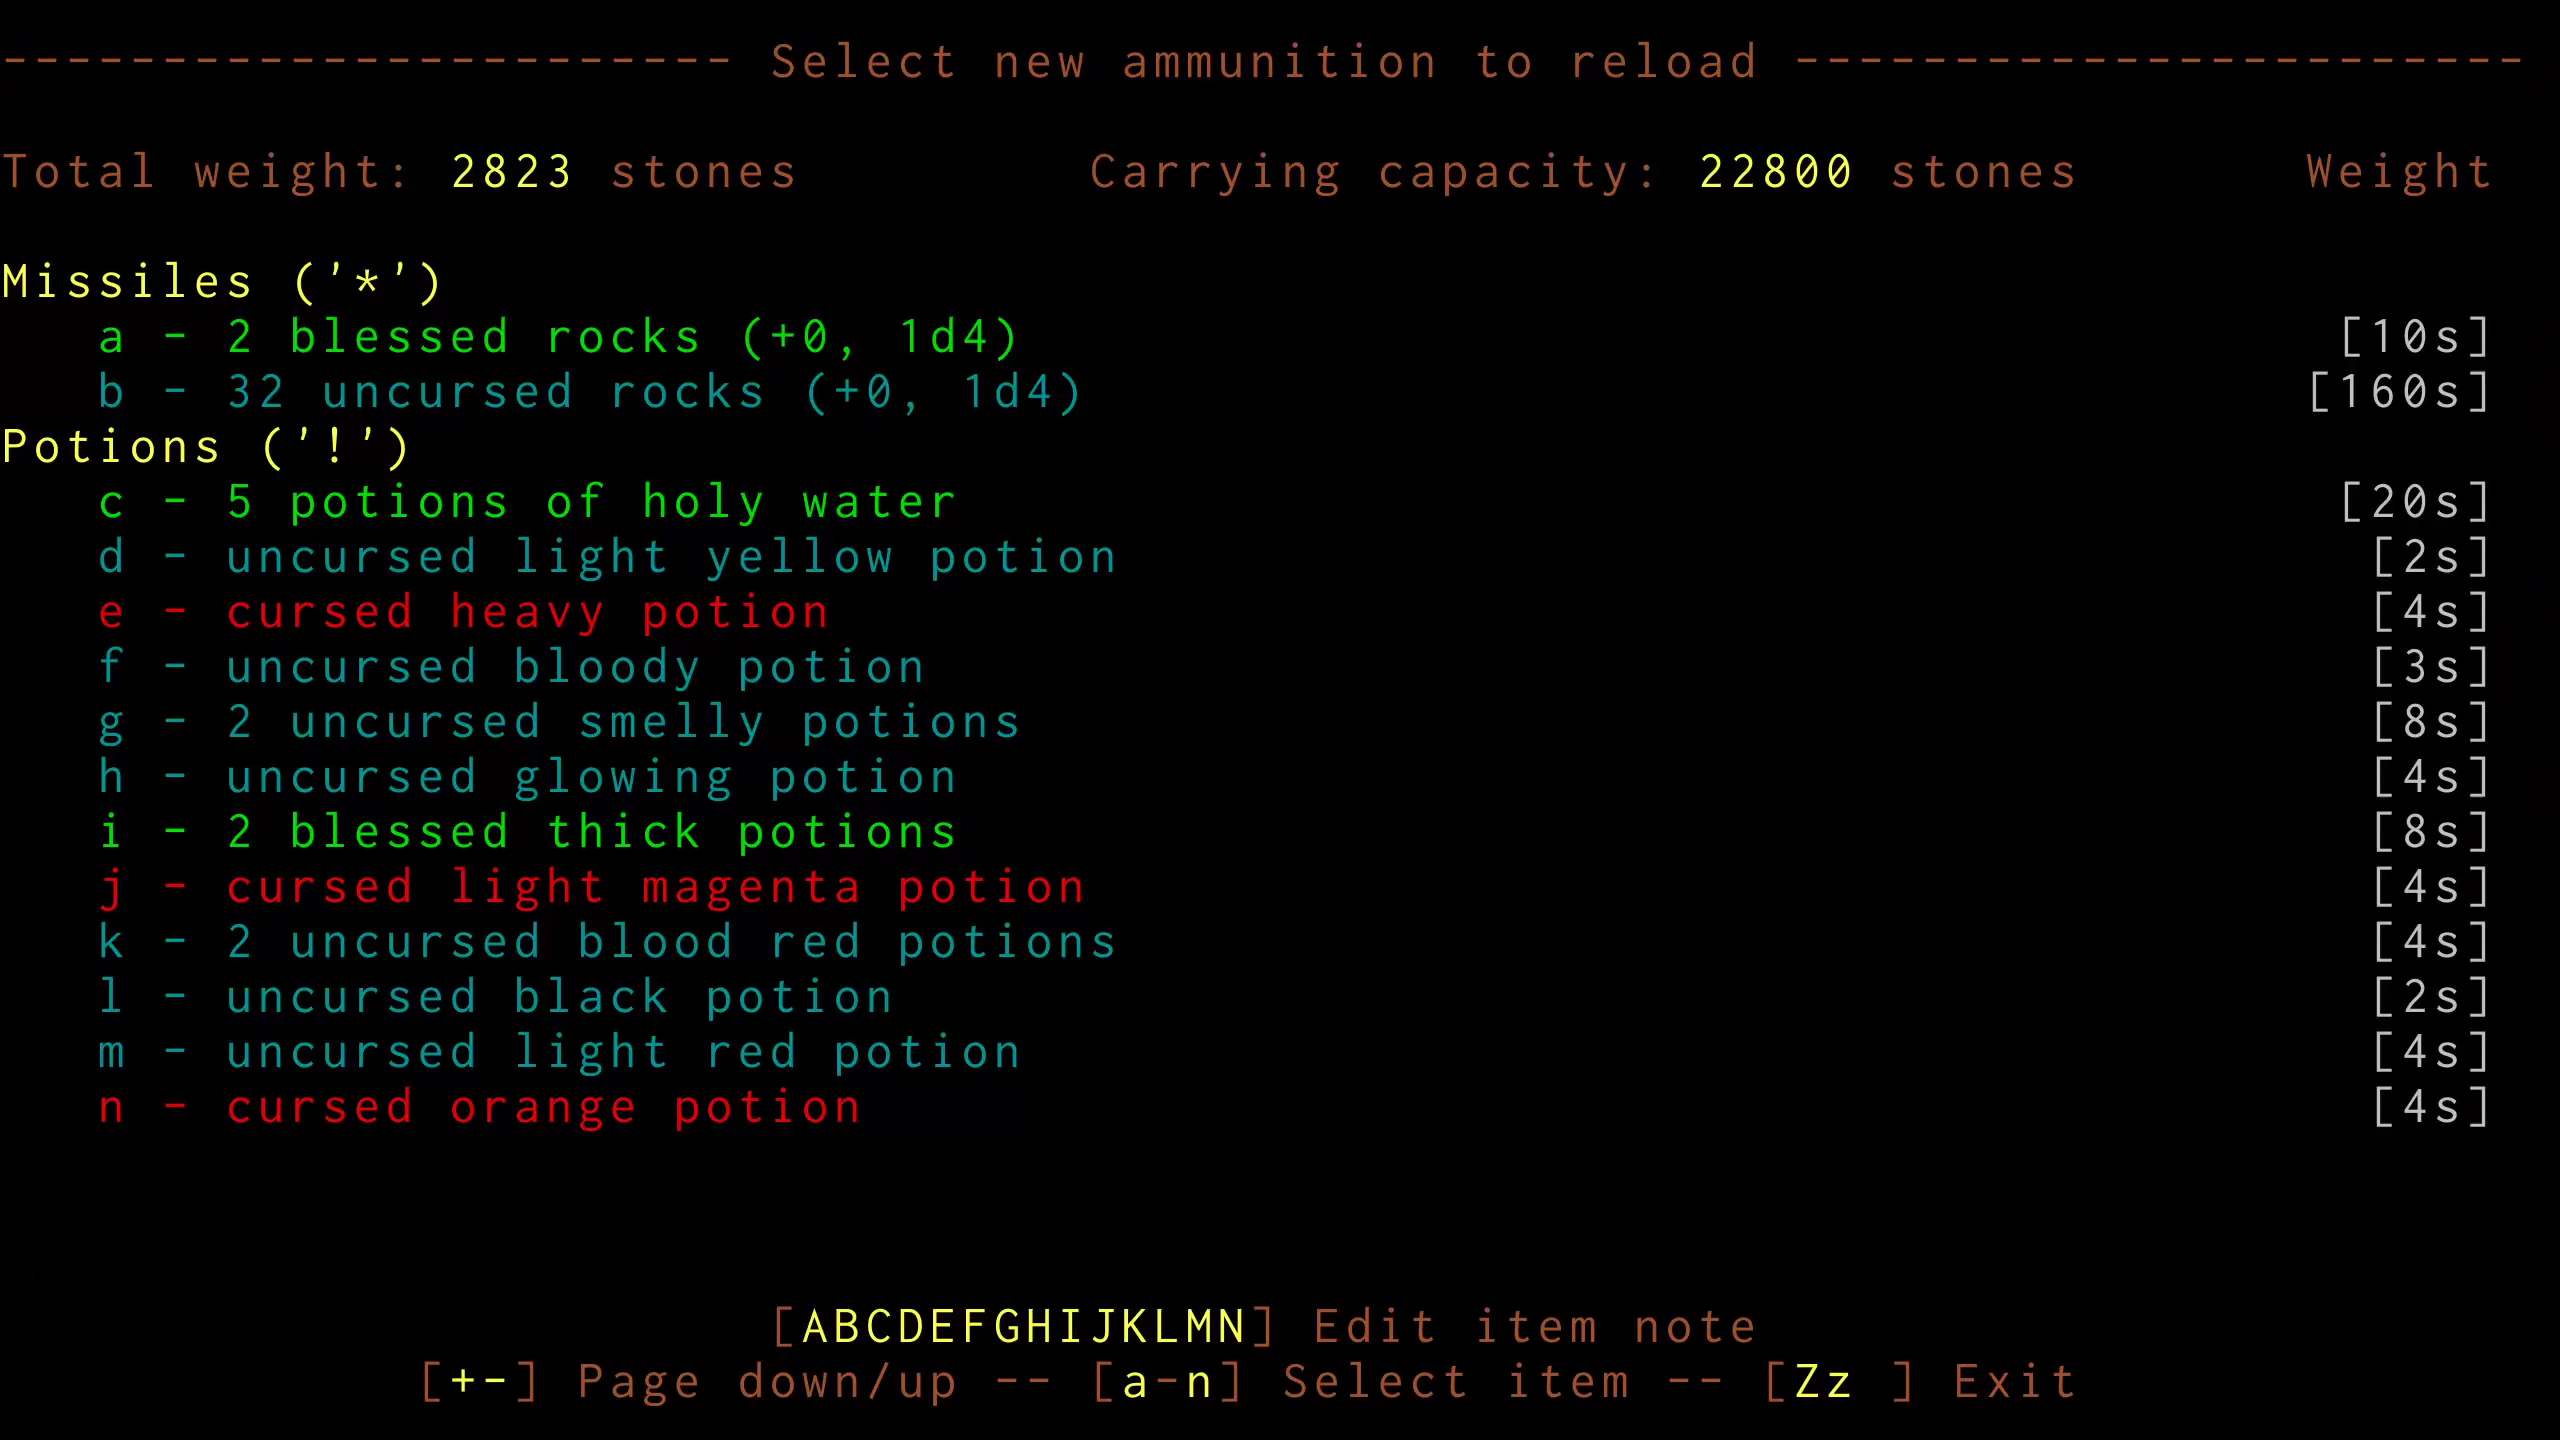 ----------------------- Select new ammunition to reload -----------------------
Total weight: 2823 stones Carrying capacity: 22800 stones Weight
Missiles ('*')
a - 2 blessed rocks (+0, 1d4) [10s]
b - 32 uncursed rocks (+0, 1d4) [160s]
Potions ('!')
c - 5 potions of holy water [20s]
d - uncursed light yellow potion [2s]
e - cursed heavy potion [4s]
f - uncursed bloody potion [3s]
g - 2 uncursed smelly potions [8s]
h - uncursed glowing potion [4s]
i - 2 blessed thick potions [8s]
j - cursed light magenta potion [4s]
k - 2 uncursed blood red potions [4s]
l - uncursed black potion [2s]
m - uncursed light red potion [4s]
n - cursed orange potion [4s]
[ABCDEFGHIJKLMN] Edit item note
[+-] Page down/up -- [a-n] Select item -- [Zz ] Exit